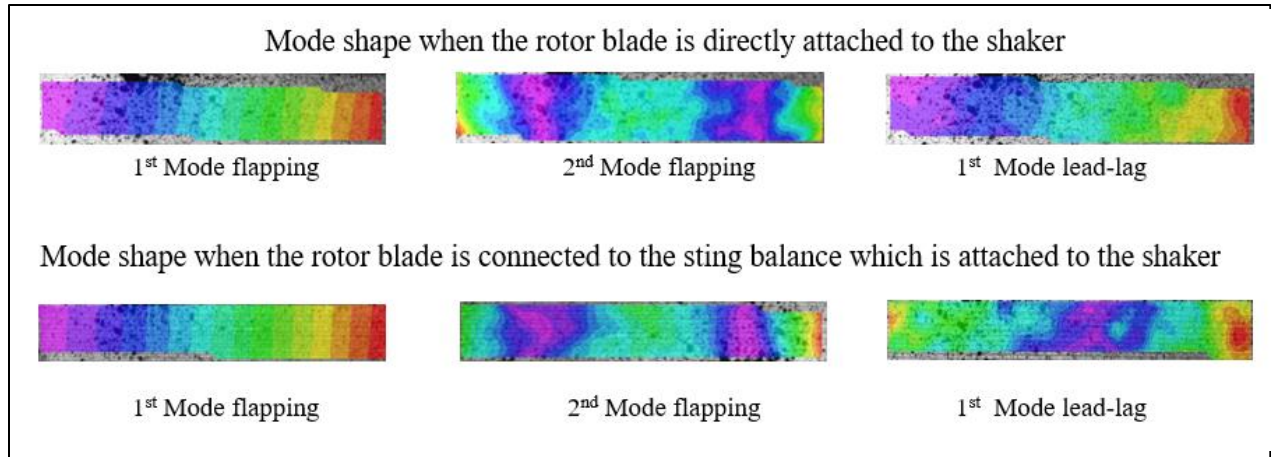 Mode shape when the rotor blade is directly attached to the shaker
1st Mode flapping
2nd Mode flapping
1st Mode lead-lag
Mode shape when the rotor blade is connected to the sting balance which is attached to the shaker
1st Mode flapping
2nd Mode flapping
1st Mode lead-lag